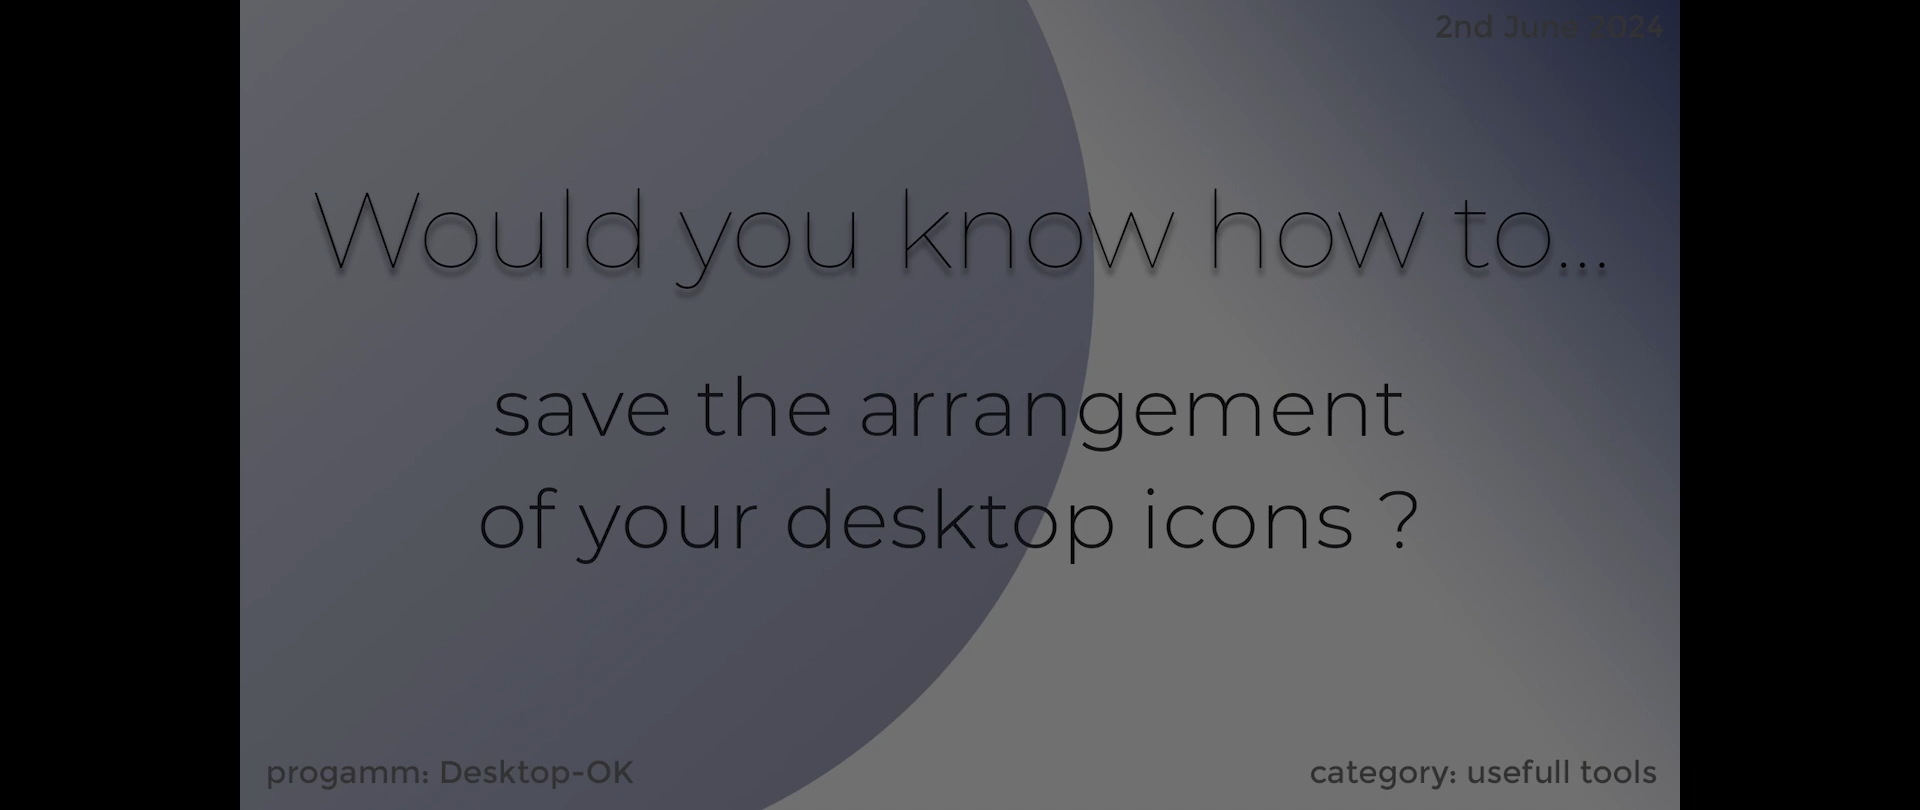 2nd June 2024
Would you know how to...
save the arrangement
of your desktop icons ?
progamm: Desktop-OK
category: usefull tools